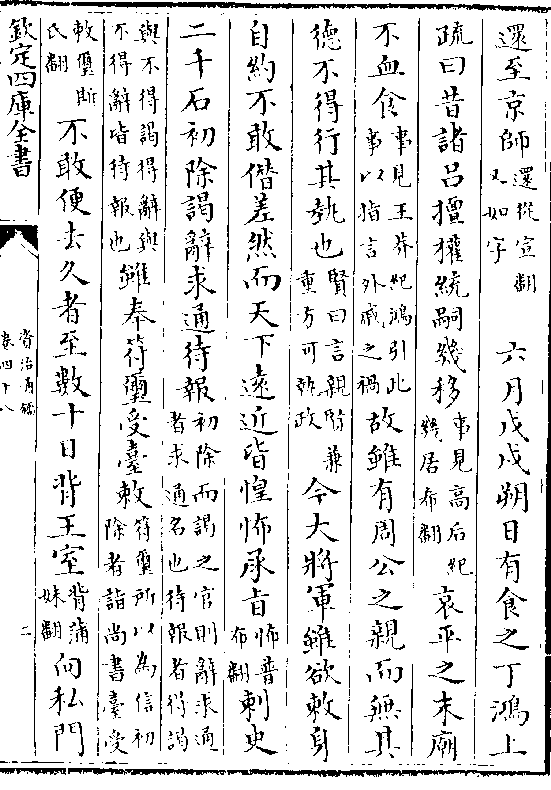 還至京師還從宣翻又如字　六月戊戌朔日有食之丁鴻上
疏曰昔諸吕擅權統嗣幾移事見高后紀幾居希翻哀平之末廟
不血食事見王莽紀鴻引此事以指言外戚之禍故雖有周公之親而無其
徳不得行其埶也賢曰言親賢兼重方可執政今大將軍雖欲敕身
自約不敢僭差然而天下遠近皆惶怖承㫖怖普布翻刺史
二千石初除謁辭求通待報初除而謁之官則辭求通者求通名也待報者得謁
與不得謁得辭與不得辭皆待報也雖奉符璽受臺敕符璽所以為信初除者詣尚書臺受
敕璽斯氏翻不敢便去久者至數十日背王室背蒲妹翻向私門
欽定四庫全書
資治通鑑
卷四十八
二